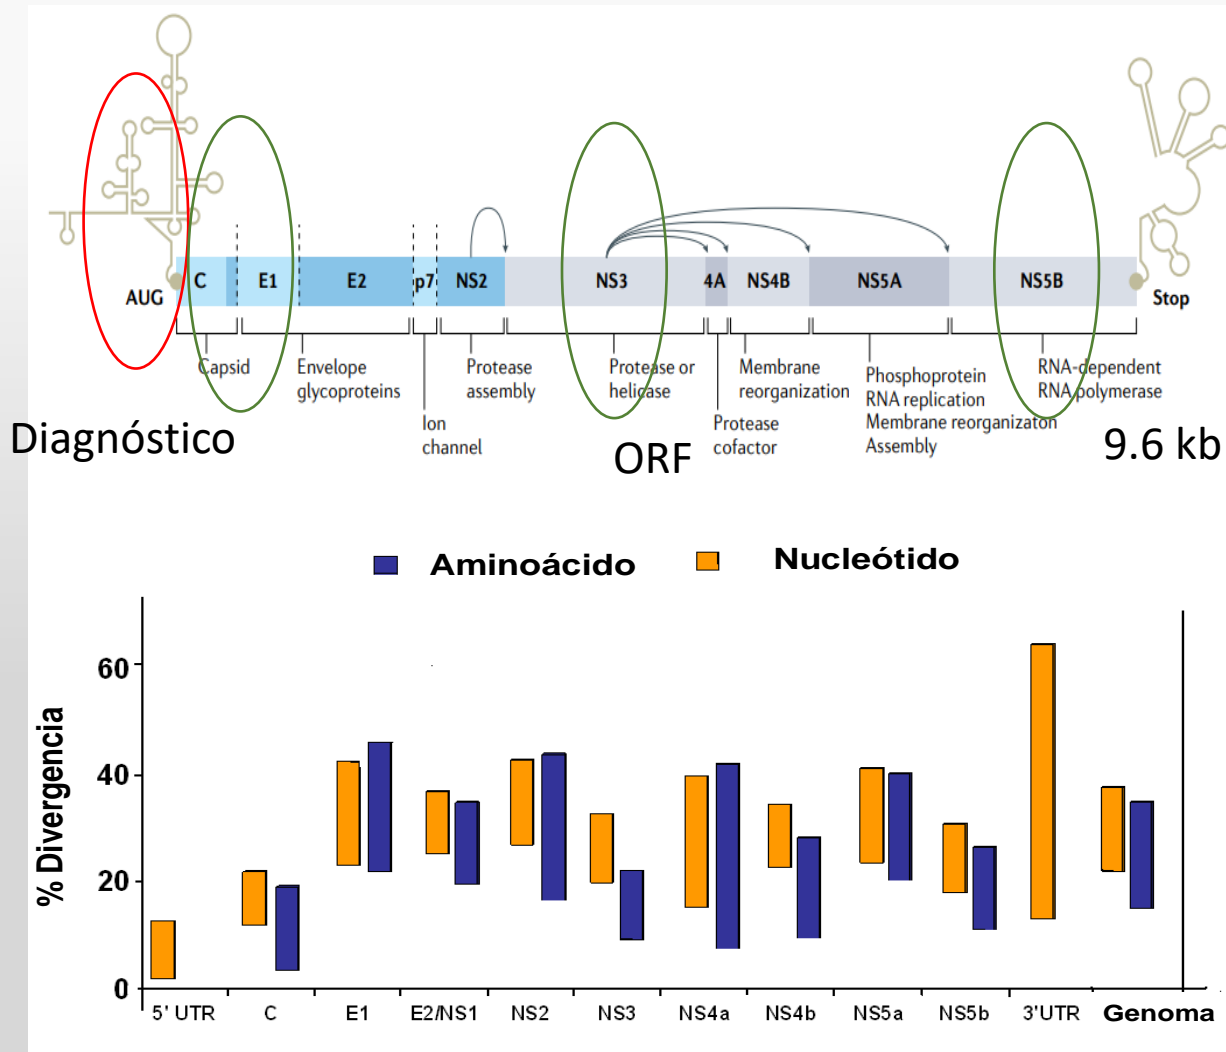 C
E1
E2
p7
NS2
NS3
4A
NS4B
NS5A
NS5B
AUG
Stop
Capsid
Envelope
glycoproteins
Ion
channel
Protease
assembly
Protease or
helicase
Protease
cofactor
Membrane
reorganization
Phosphoprotein
RNA replication
Membrane reorganizaton
Assembly
RNA-dependent
RNA polymerase
Diagnóstico
ORF
9.6 kb
Aminoácido
Nucleótido
% Divergencia
60
40
20
0
5' UTR
C
E1
E2/NS1
NS2
NS3
NS4a
NS4b
NS5a
NS5b
3'UTR
Genoma